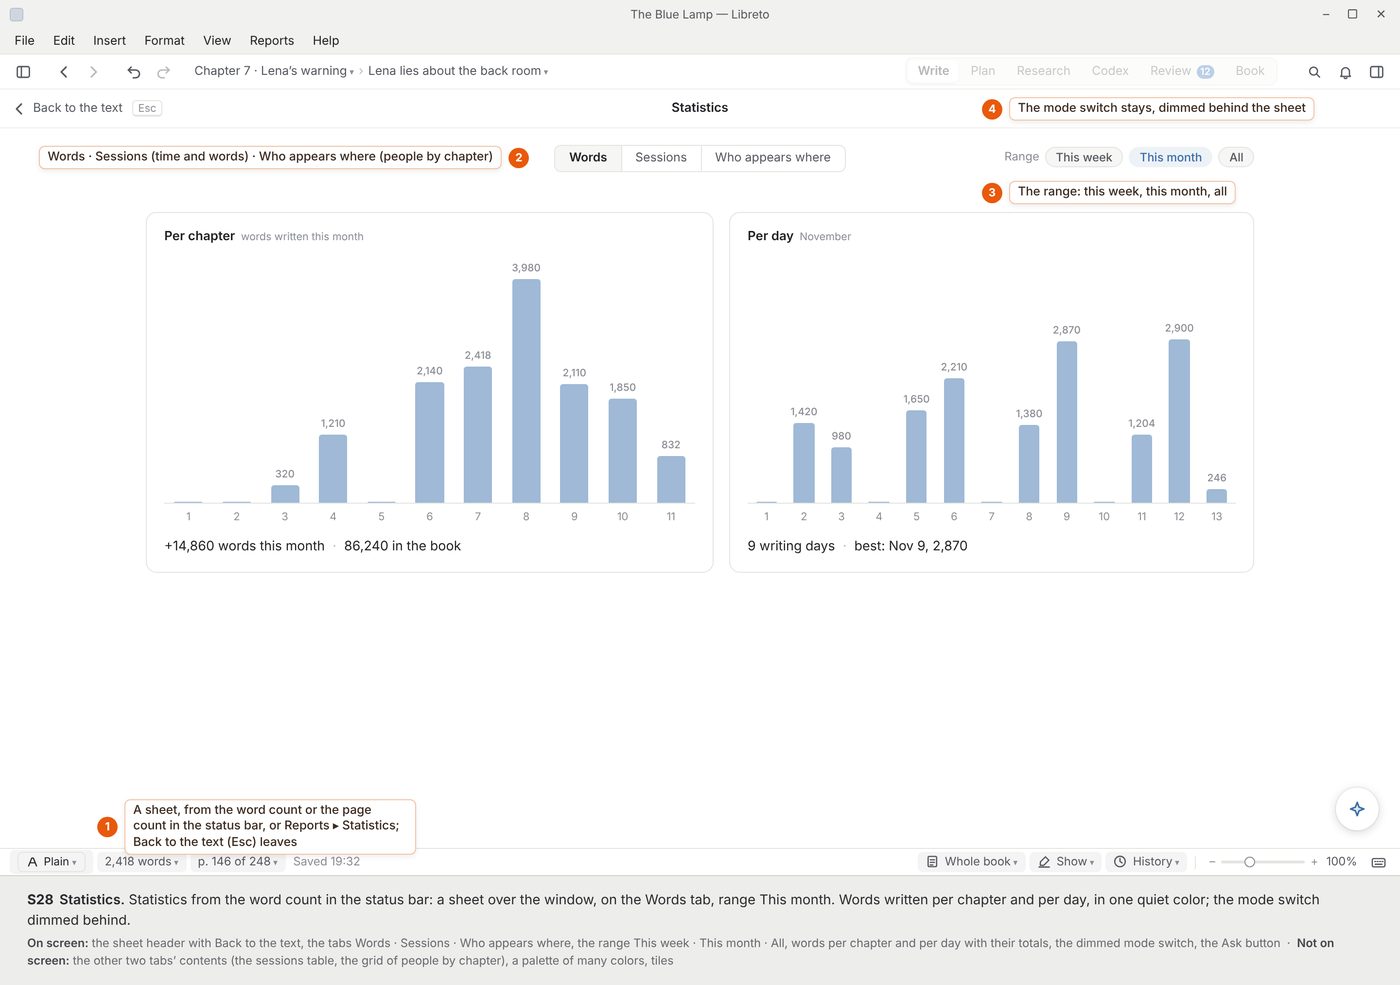 The Blue Lamp — Libreto
File Edit Insert Format View Reports Help
Chapter 7 · Lena’s warning ▾ › Lena lies about the back room ▾
Write Plan Research Codex Review 12 Book
Back to the text Esc
Statistics
4 The mode switch stays, dimmed behind the sheet
Words · Sessions (time and words) · Who appears where (people by chapter) 2
Words Sessions Who appears where
Range This week This month All
3 The range: this week, this month, all
Per chapter words written this month
3,980
2,418
2,140
2,110
1,850
1,210
832
320
1 2 3 4 5 6 7 8 9 10 11
+14,860 words this month · 86,240 in the book
Per day November
2,900
2,870
2,210
1,650
1,420
1,380
1,204
980
246
1 2 3 4 5 6 7 8 9 10 11 12 13
9 writing days · best: Nov 9, 2,870
1 A sheet, from the word count or the page
count in the status bar, or Reports ▸ Statistics;
Back to the text (Esc) leaves
A Plain ▾ 2,418 words ▾ p. 146 of 248 ▾ Saved 19:32
Whole book ▾ Show ▾ History ▾ − + 100%
S28 Statistics. Statistics from the word count in the status bar: a sheet over the window, on the Words tab, range This month. Words written per chapter and per day, in one quiet color; the mode switch
dimmed behind.
On screen: the sheet header with Back to the text, the tabs Words · Sessions · Who appears where, the range This week · This month · All, words per chapter and per day with their totals, the dimmed mode switch, the Ask button · Not on
screen: the other two tabs’ contents (the sessions table, the grid of people by chapter), a palette of many colors, tiles